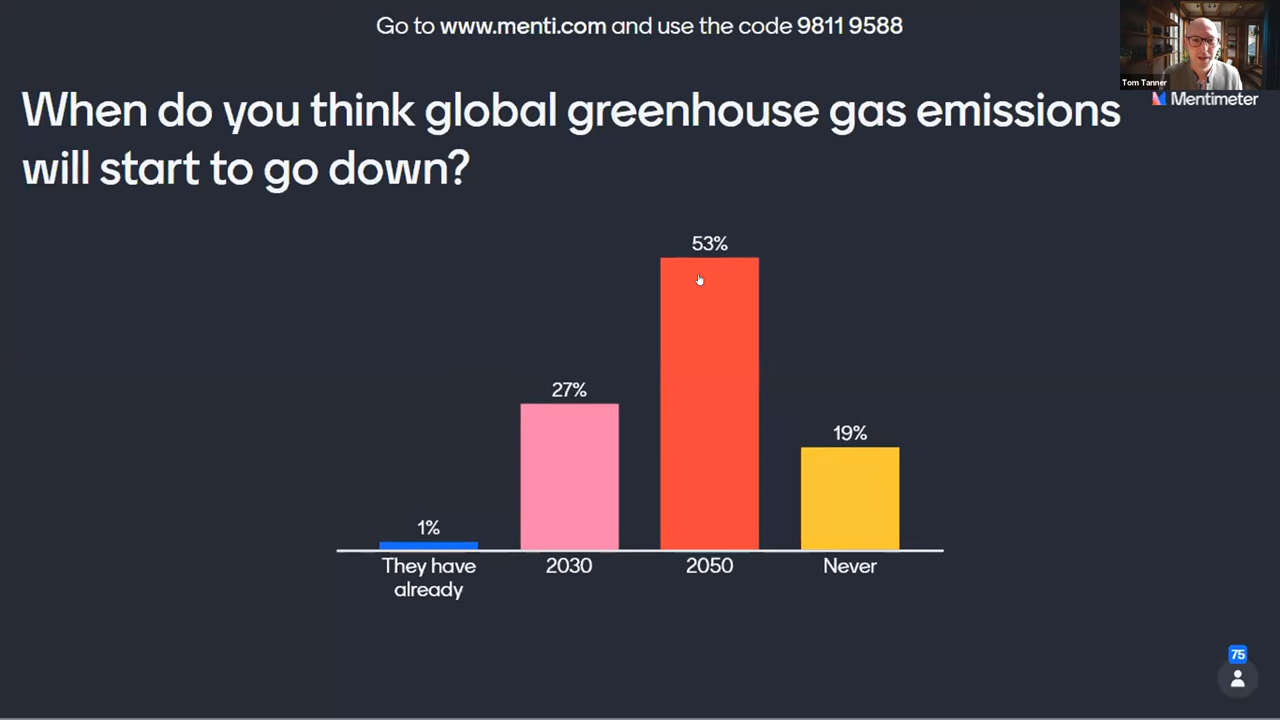 Go to www.menti.com and use the code 9811 9588
Tom Tanner
Mentimeter
When do you think global greenhouse gas emissions
will start to go down?
53%
27%
19%
1%
They have
already
2030
2050
Never
75